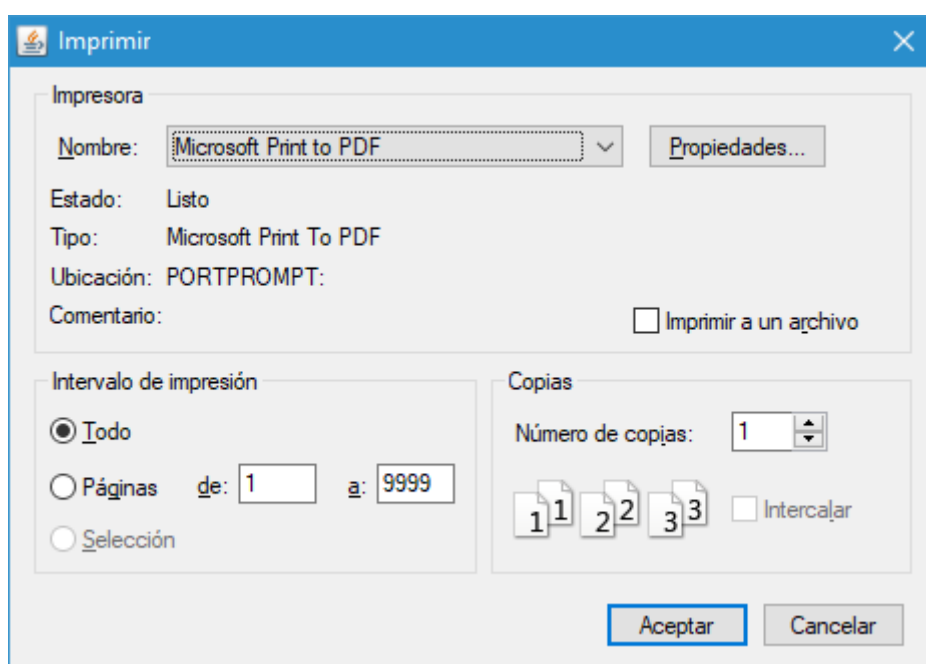 Imprimir
Impresora
Nombre: Microsoft Print to PDF Propiedades...
Estado: Listo
Tipo: Microsoft Print To PDF
Ubicación: PORTPROMPT:
Comentario: Imprimir a un archivo
Intervalo de impresión
Todo
Páginas de: 1 a: 9999
Selección
Copias
Número de copias: 1
1 1 2 2 3 3 Intercalar
Aceptar Cancelar